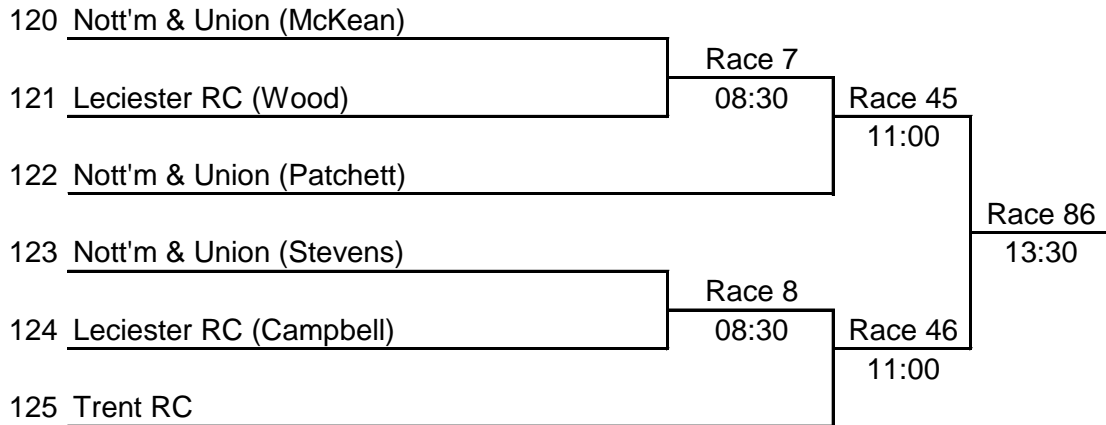 120 Nott'm & Union (McKean)
Race 7
121 Leciester RC (Wood)
08:30
Race 45
11:00
122 Nott'm & Union (Patchett)
Race 86
123 Nott'm & Union (Stevens)
13:30
Race 8
124 Leciester RC (Campbell)
08:30
Race 46
11:00
125 Trent RC